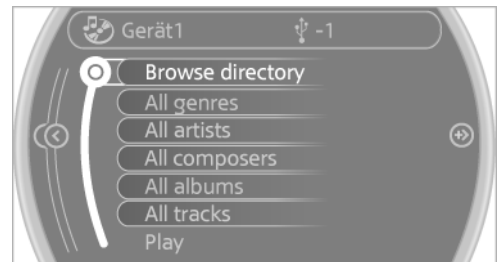 Gerät1 -1
Browse directory
All genres
All artists
All composers
All albums
All tracks
Play